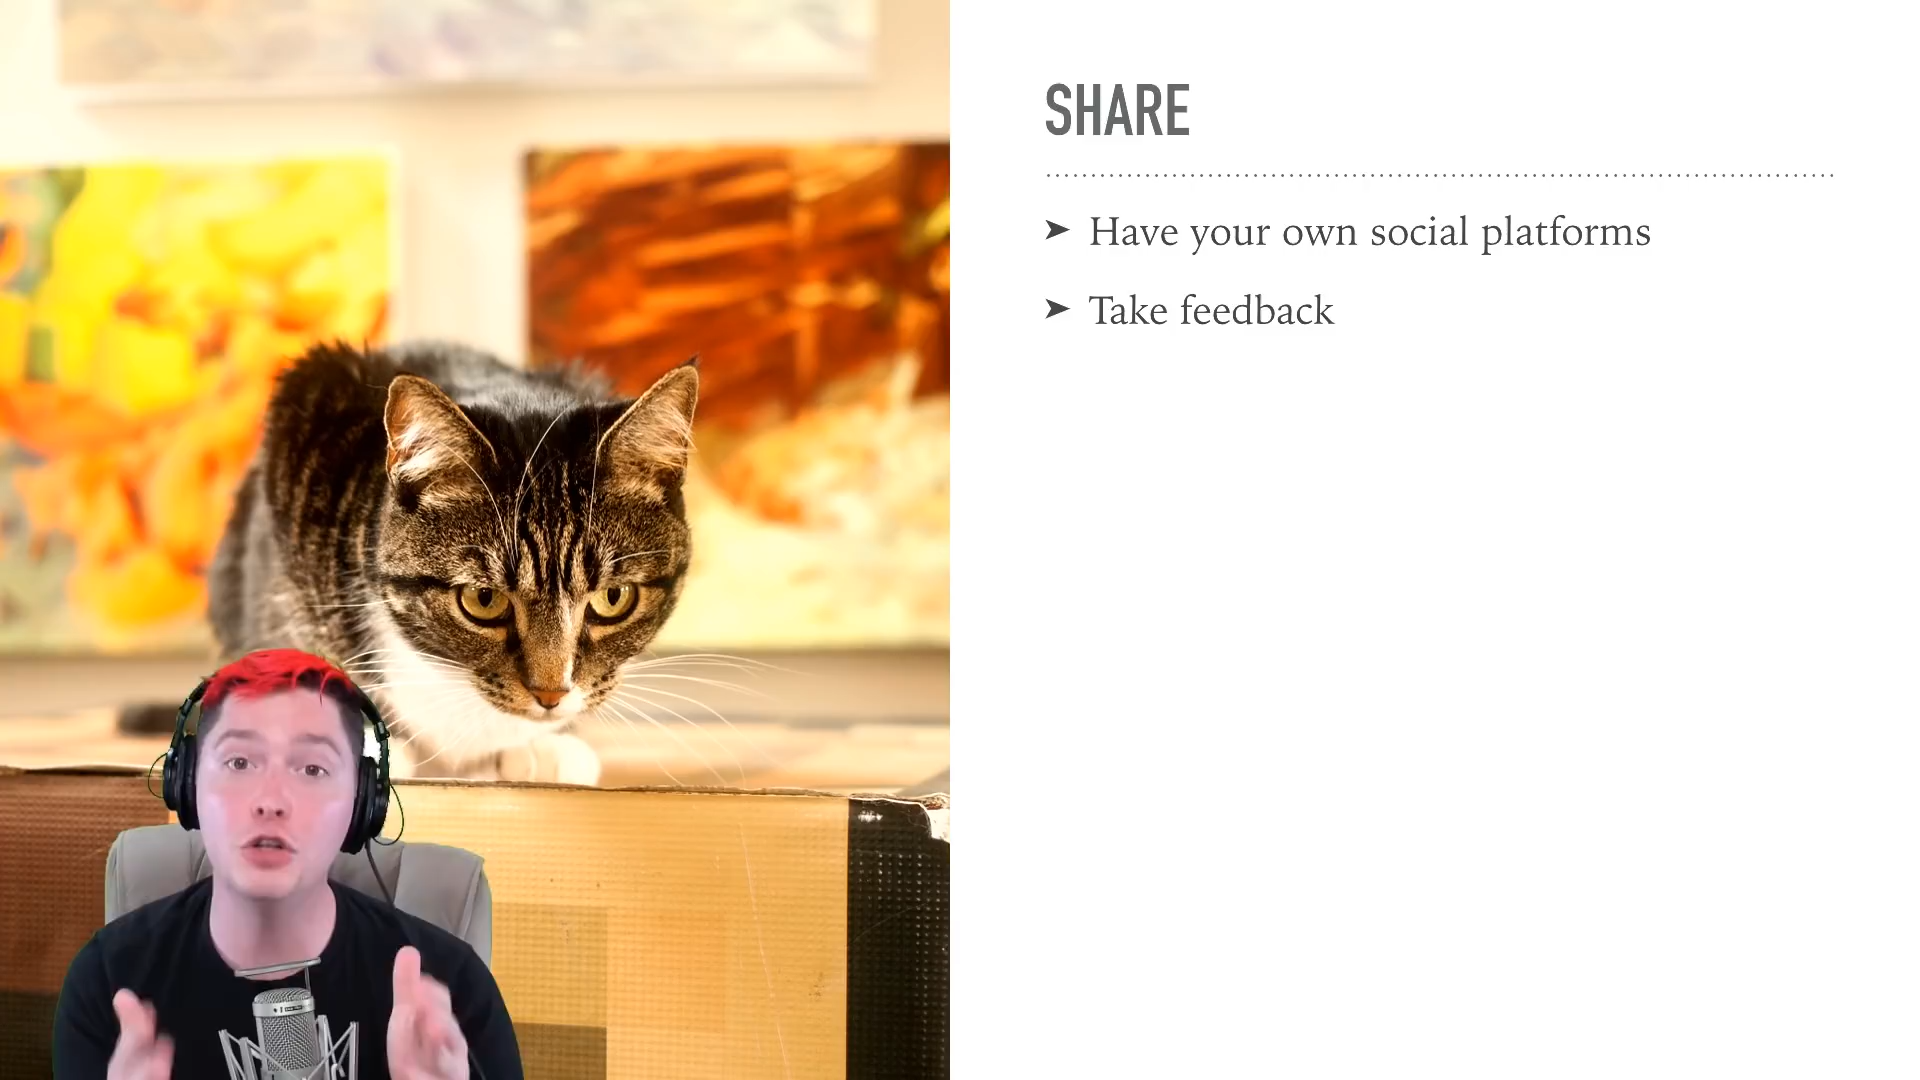 SHARE
➤ Have your own social platforms
➤ Take feedback